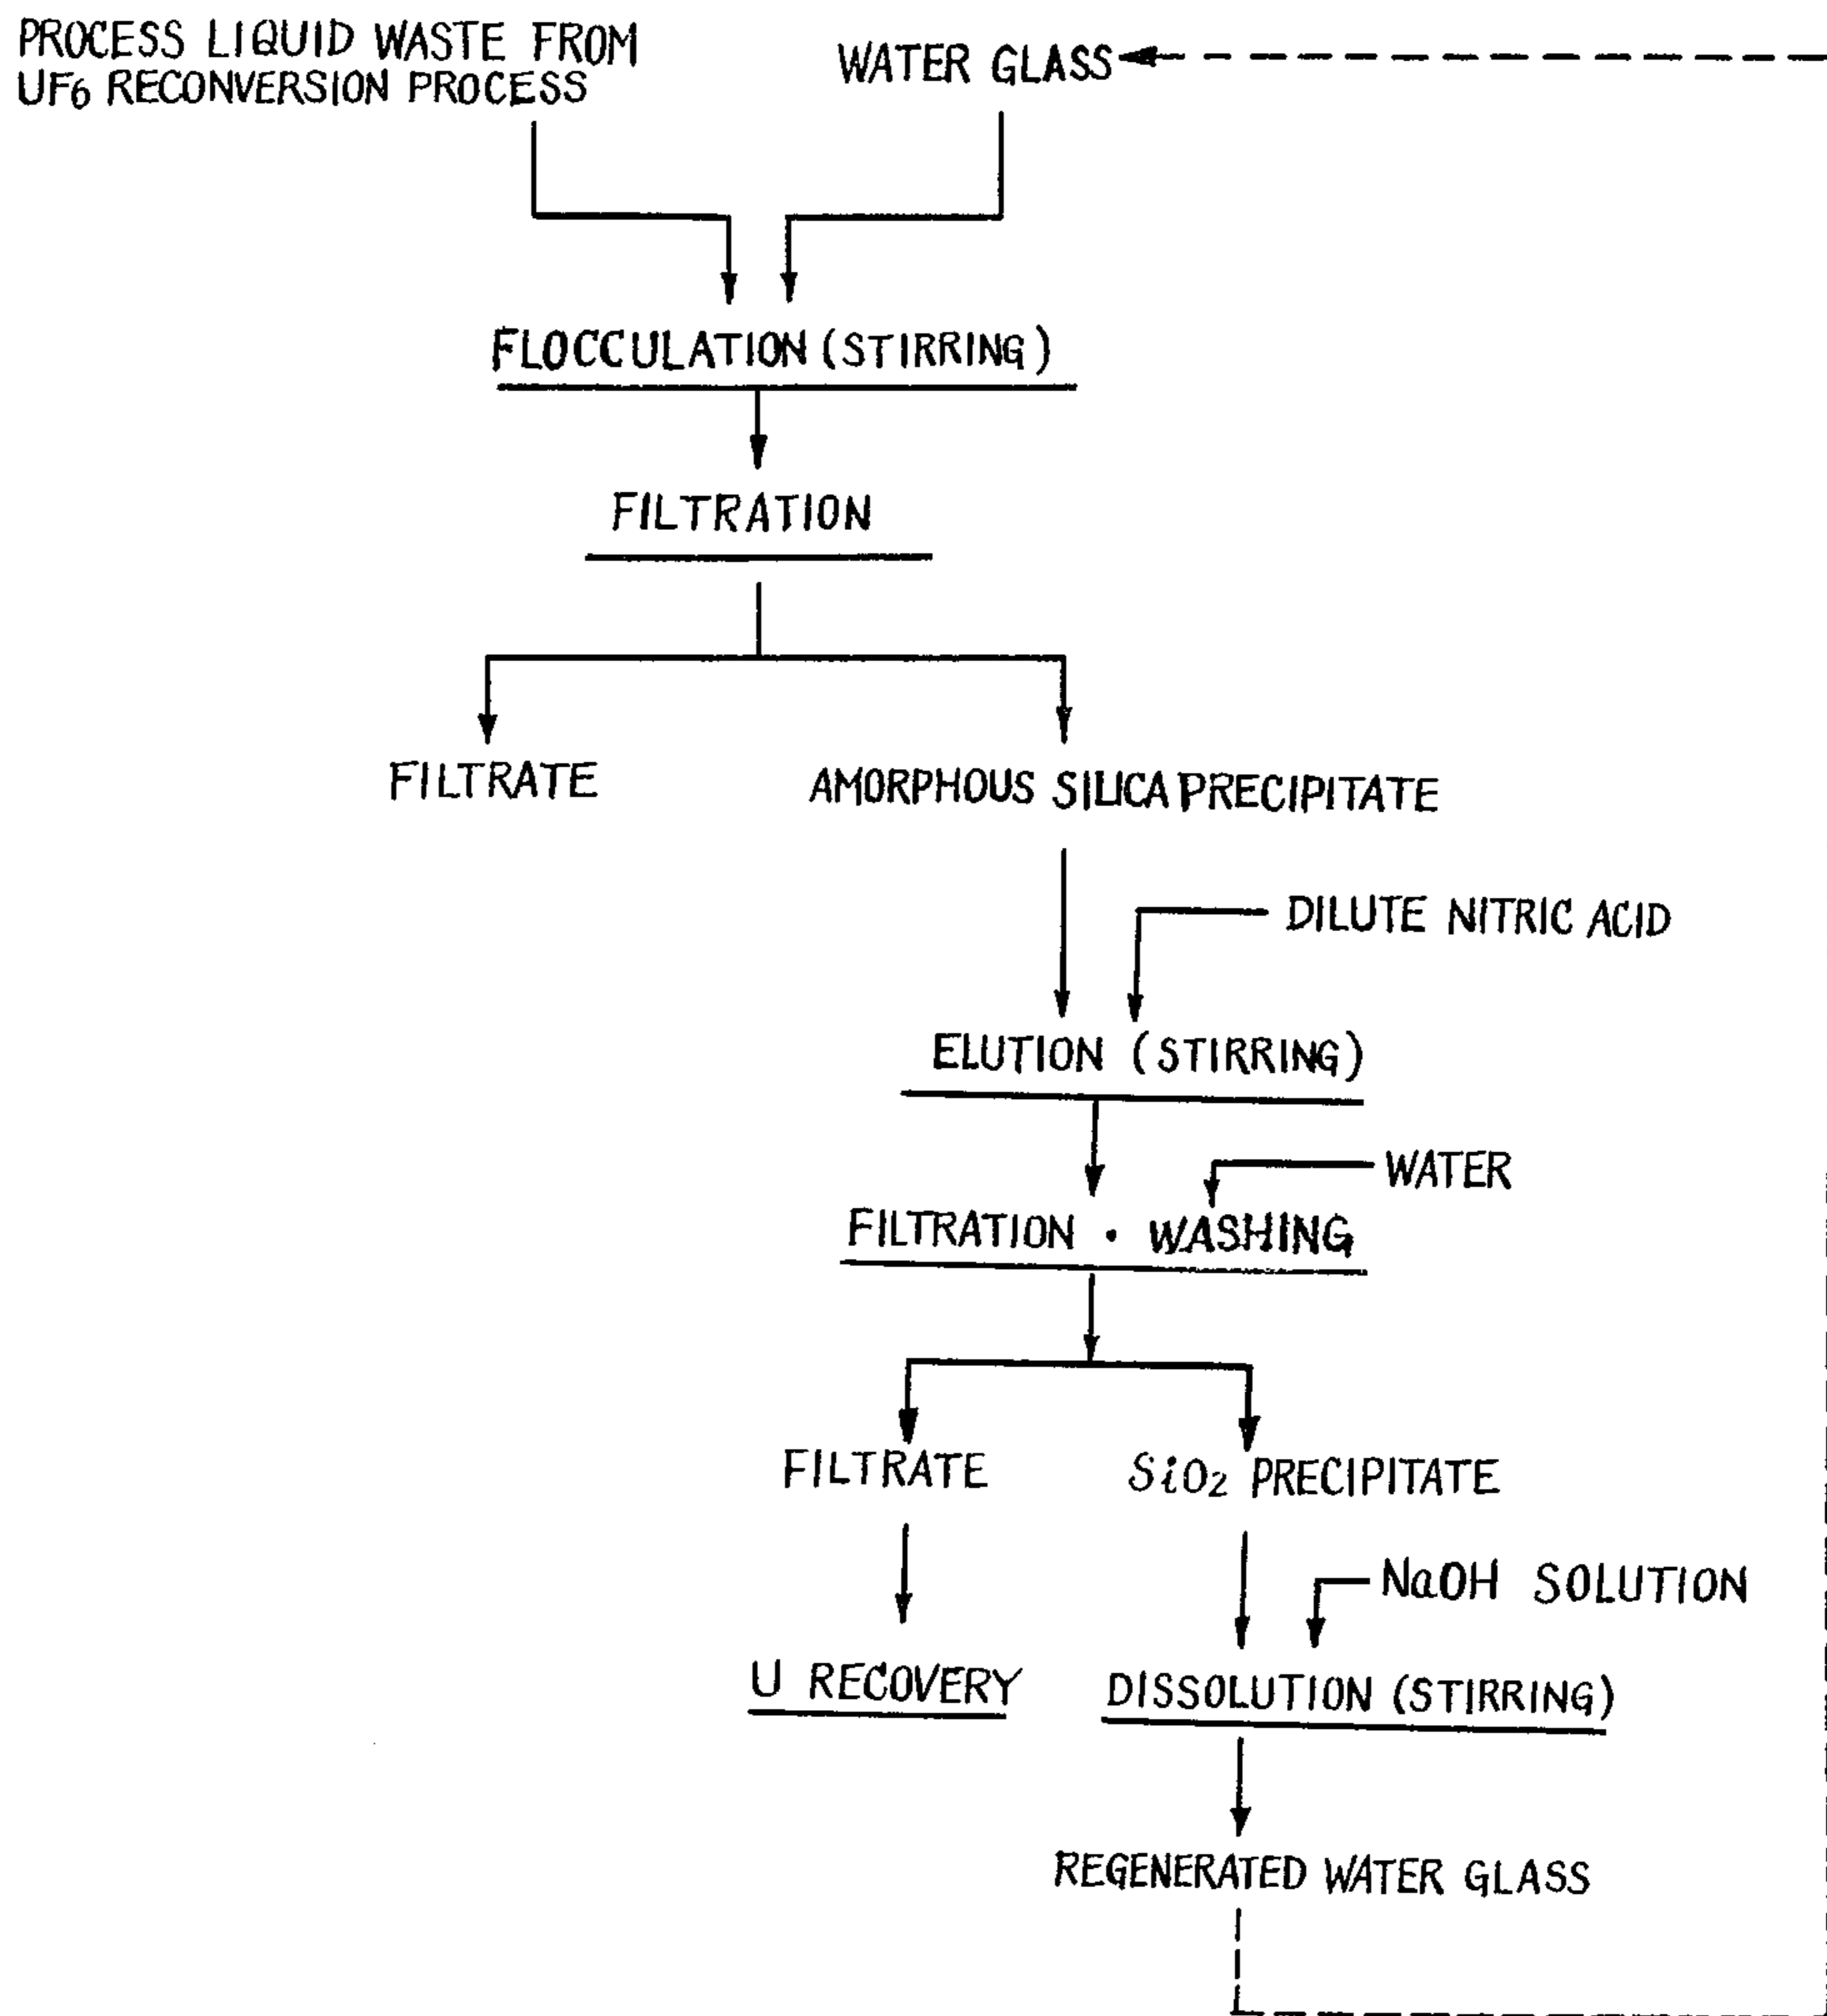 PROCESS LIQUID WASTE FROM
UF6 RECONVERSION PROCESS
WATER GLASS
FLOCCULATION (STIRRING)
FILTRATION
FILTRATE
AMORPHOUS SILICA PRECIPITATE
DILUTE NITRIC ACID
ELUTION (STIRRING)
WATER
FILTRATION · WASHING
FILTRATE
SiO₂ PRECIPITATE
NaOH SOLUTION
U RECOVERY
DISSOLUTION (STIRRING)
REGENERATED WATER GLASS